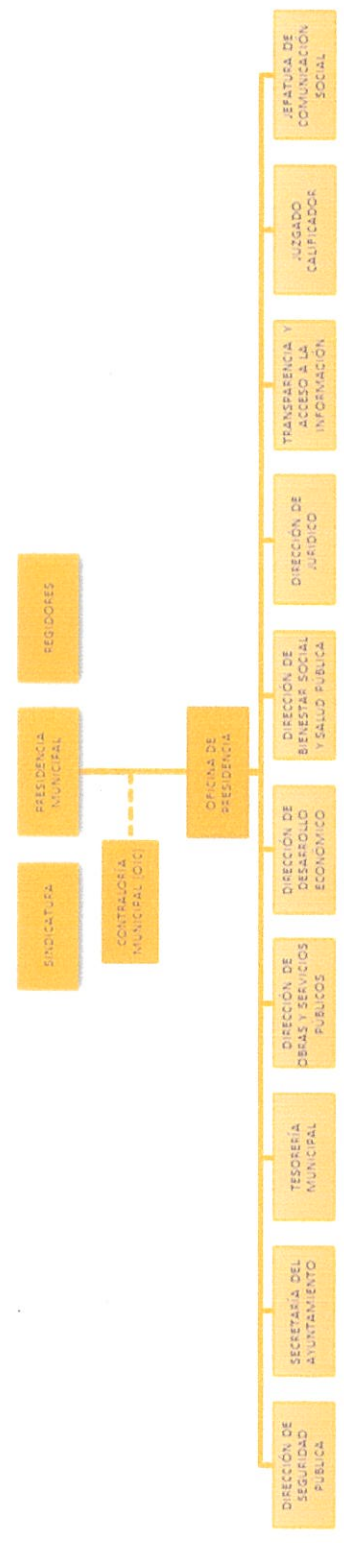 SINDICATURA
PRESIDENCIA
MUNICIPAL
REGIDORES
CONTRALORÍA
MUNICIPAL (OIC)
OFICINA DE
PRESIDENCIA
DIRECCIÓN DE
SEGURIDAD
PÚBLICA
SECRETARÍA DEL
AYUNTAMIENTO
TESORERÍA
MUNICIPAL
DIRECCIÓN DE
OBRAS Y SERVICIOS
PÚBLICOS
DIRECCIÓN DE
DESARROLLO
ECONÓMICO
DIRECCIÓN DE
BIENESTAR SOCIAL
Y SALUD PÚBLICA
DIRECCIÓN DE
JURÍDICO
TRANSPARENCIA Y
ACCESO A LA
INFORMACIÓN
JUZGADO
CALIFICADOR
JEFATURA DE
COMUNICACIÓN
SOCIAL